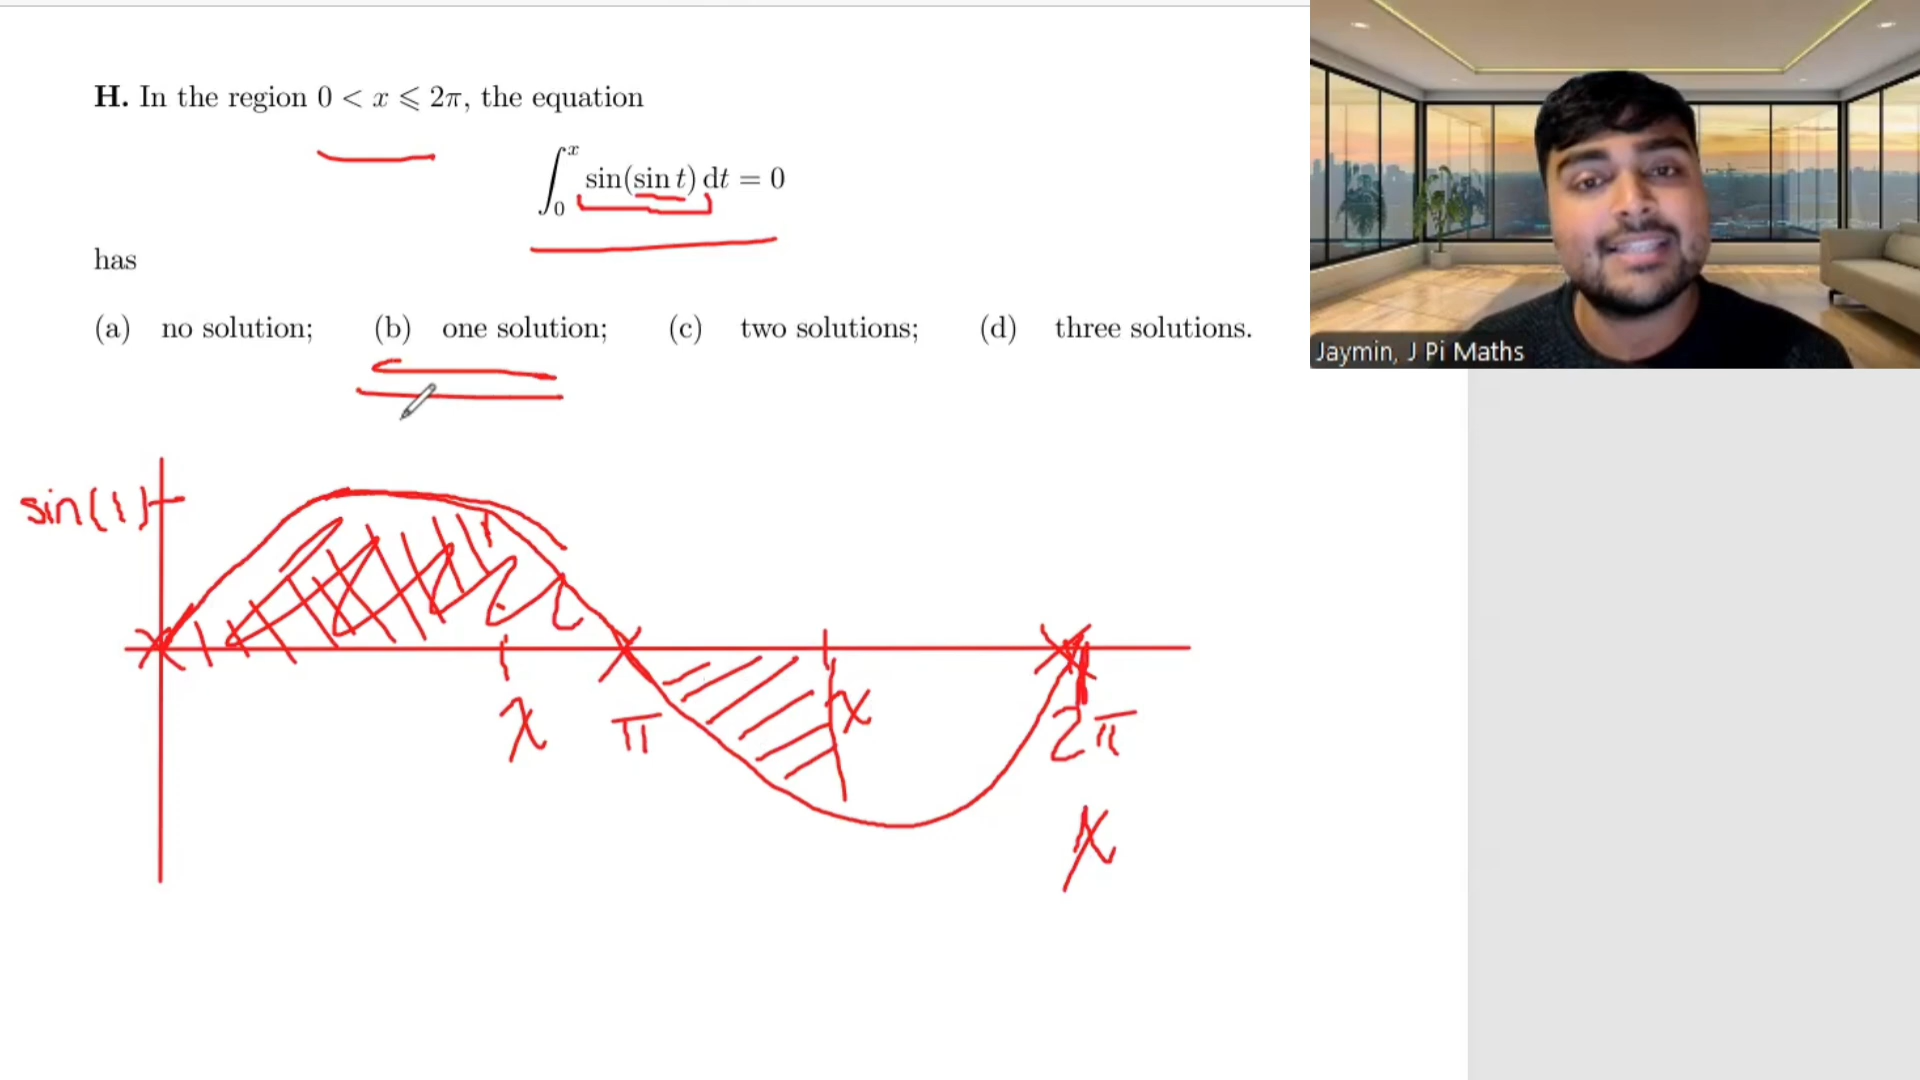 H. In the region 0 < x ⩽ 2π, the equation
∫₀ˣ sin(sin t) dt = 0
has
(a) no solution; (b) one solution; (c) two solutions; (d) three solutions.
Jaymin, J Pi Maths
sin(1)
x π x 2π
x